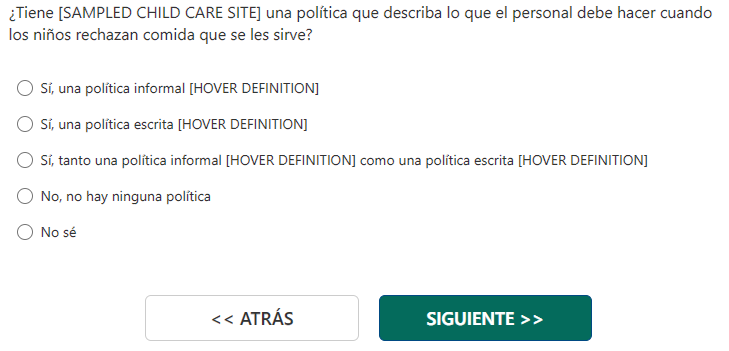 ¿Tiene [SAMPLED CHILD CARE SITE] una política que describa lo que el personal debe hacer cuando
los niños rechazan comida que se les sirve?
Sí, una política informal [HOVER DEFINITION]
Sí, una política escrita [HOVER DEFINITION]
Sí, tanto una política informal [HOVER DEFINITION] como una política escrita [HOVER DEFINITION]
No, no hay ninguna política
No sé
<< ATRÁS
SIGUIENTE >>